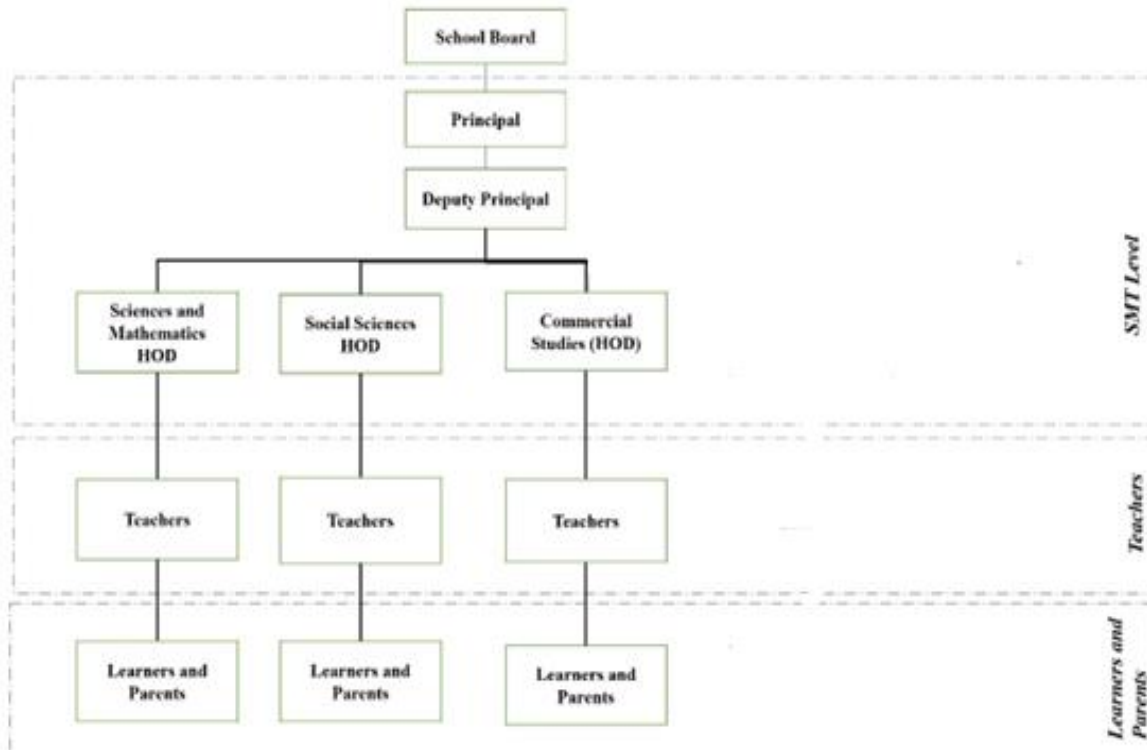 School Board
Principal
Deputy Principal
Sciences and
Mathematics
HOD
Social Sciences
HOD
Commercial
Studies (HOD)
SMT Level
Teachers
Teachers
Teachers
Teachers
Learners and
Parents
Learners and
Parents
Learners and
Parents
Learners and
Parents